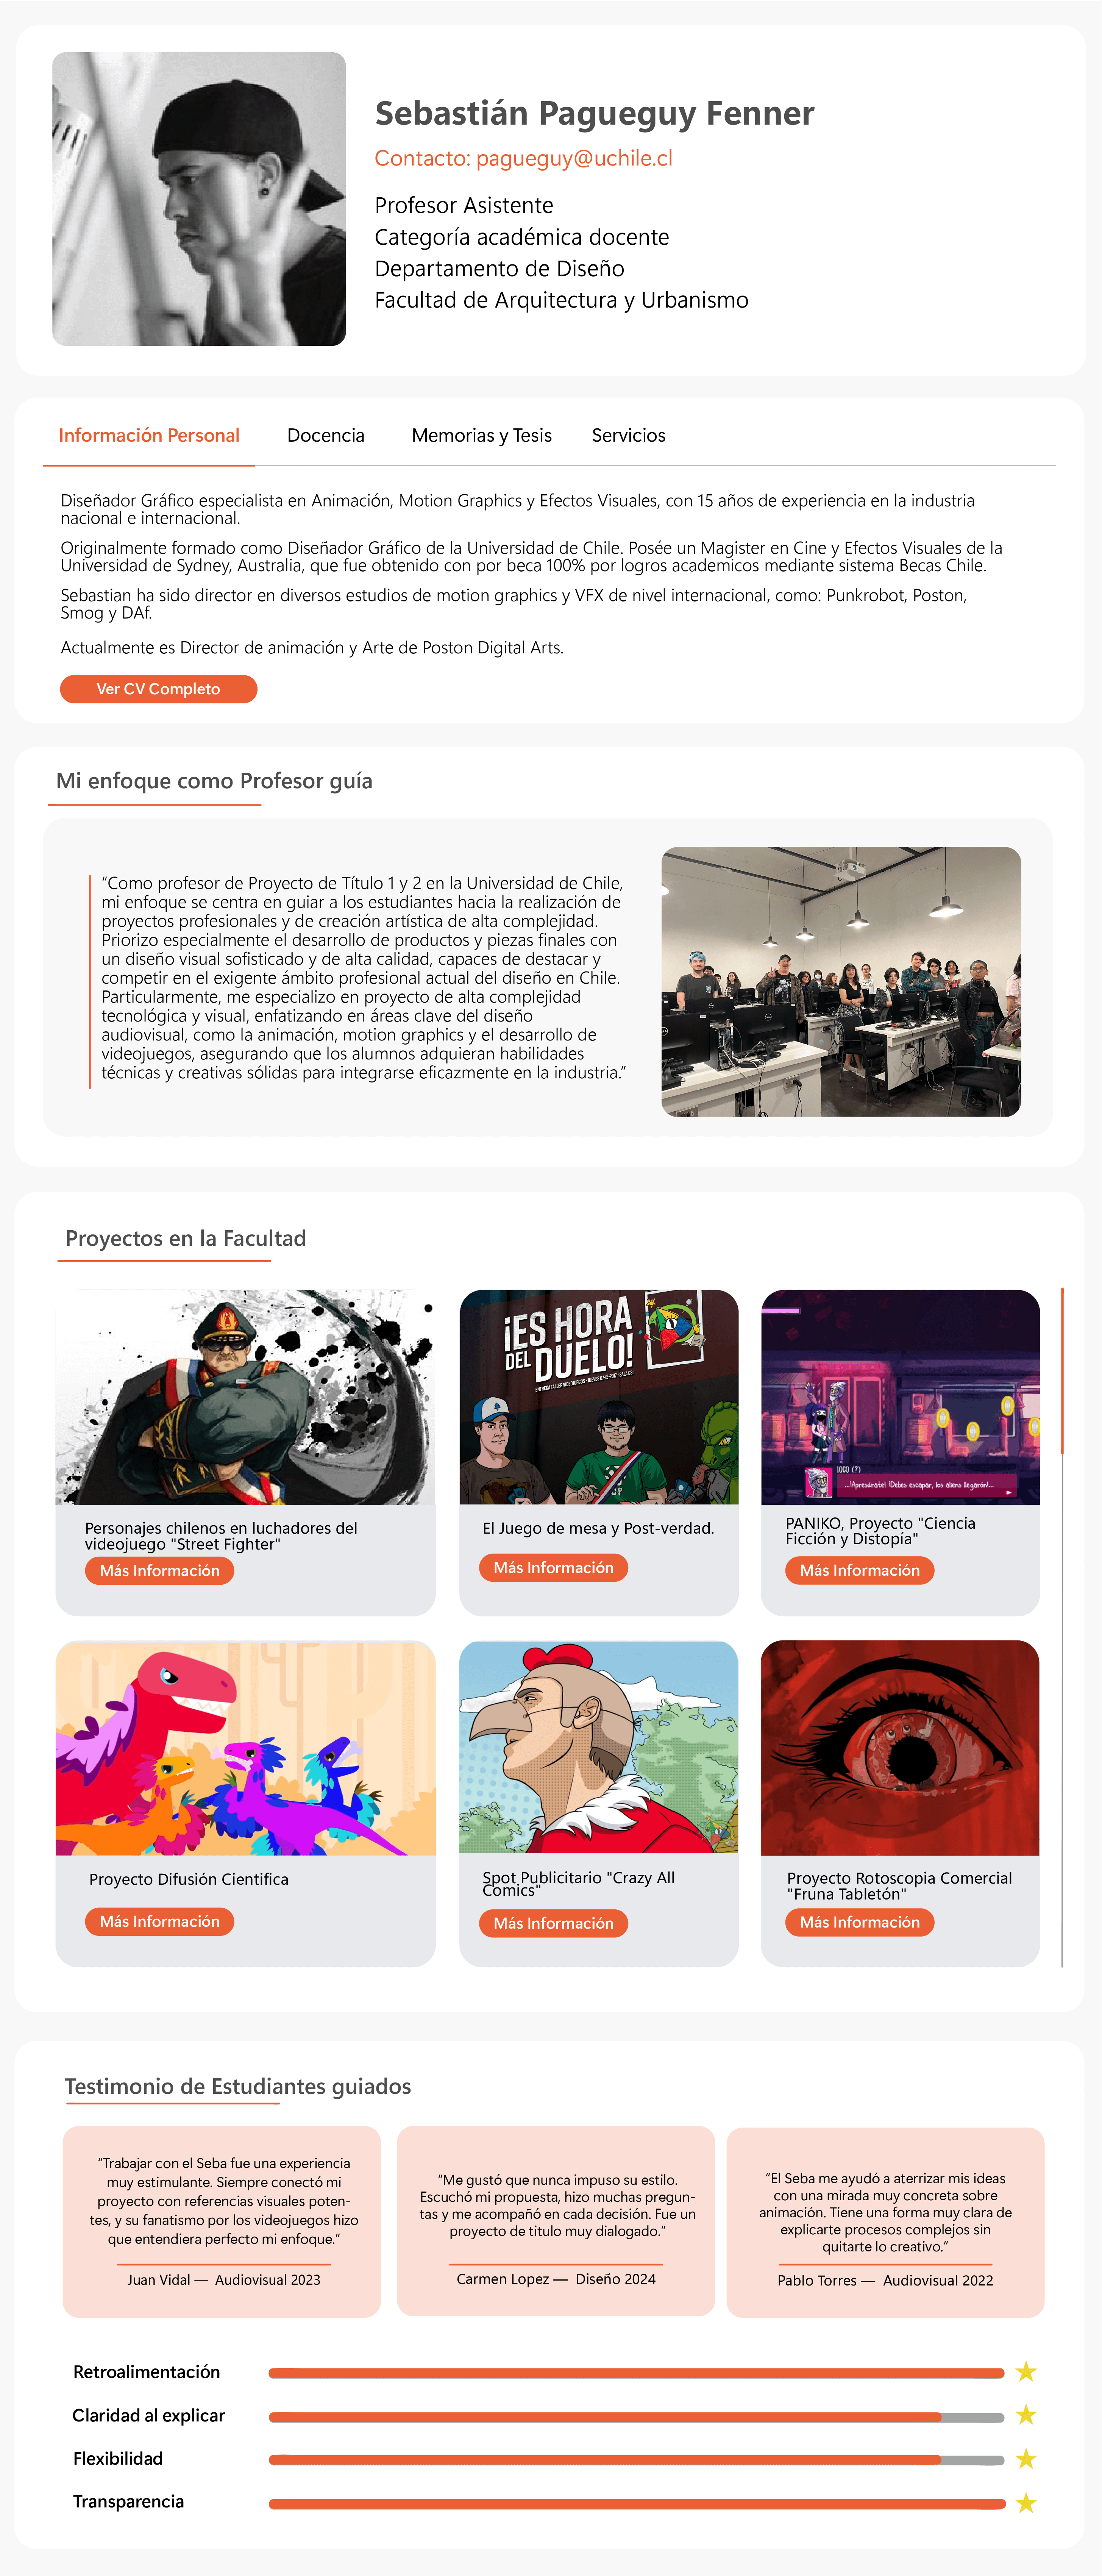 Sebastián Pagueguy Fenner
Contacto: pagueguy@uchile.cl
Profesor Asistente
Categoría académica docente
Departamento de Diseño
Facultad de Arquitectura y Urbanismo
Información Personal
Docencia
Memorias y Tesis
Servicios
Diseñador Gráfico especialista en Animación, Motion Graphics y Efectos Visuales, con 15 años de experiencia en la industria
nacional e internacional.
Originalmente formado como Diseñador Gráfico de la Universidad de Chile. Posée un Magister en Cine y Efectos Visuales de la
Universidad de Sydney, Australia, que fue obtenido con por beca 100% por logros academicos mediante sistema Becas Chile.
Sebastian ha sido director en diversos estudios de motion graphics y VFX de nivel internacional, como: Punkrobot, Poston,
Smog y DAf.
Actualmente es Director de animación y Arte de Poston Digital Arts.
Ver CV Completo
Mi enfoque como Profesor guía
“Como profesor de Proyecto de Título 1 y 2 en la Universidad de Chile,
mi enfoque se centra en guiar a los estudiantes hacia la realización de
proyectos profesionales y de creación artística de alta complejidad.
Priorizo especialmente el desarrollo de productos y piezas finales con
un diseño visual sofisticado y de alta calidad, capaces de destacar y
competir en el exigente ámbito profesional actual del diseño en Chile.
Particularmente, me especializo en proyecto de alta complejidad
tecnológica y visual, enfatizando en áreas clave del diseño
audiovisual, como la animación, motion graphics y el desarrollo de
videojuegos, asegurando que los alumnos adquieran habilidades
técnicas y creativas sólidas para integrarse eficazmente en la industria.”
Proyectos en la Facultad
¡ES HORA
DEL DUELO!
ENTREGA TALLER VIDEOJUEGOS - JUEVES 07-12-2017 - SALA
LOGO (?)
...¡Apresúrate! ¡Debes escapar, los aliens llegarón!...
Personajes chilenos en luchadores del
videojuego "Street Fighter"
Más Información
El Juego de mesa y Post-verdad.
Más Información
PANIKO, Proyecto "Ciencia
Ficción y Distopía"
Más Información
Proyecto Difusión Cientifica
Más Información
Spot Publicitario "Crazy All
Comics"
Más Información
Proyecto Rotoscopia Comercial
"Fruna Tabletón"
Más Información
Testimonio de Estudiantes guiados
“Trabajar con el Seba fue una experiencia
muy estimulante. Siempre conectó mi
proyecto con referencias visuales poten-
tes, y su fanatismo por los videojuegos hizo
que entendiera perfecto mi enfoque.”
Juan Vidal — Audiovisual 2023
“Me gustó que nunca impuso su estilo.
Escuchó mi propuesta, hizo muchas pregun-
tas y me acompañó en cada decisión. Fue un
proyecto de titulo muy dialogado.”
Carmen Lopez — Diseño 2024
“El Seba me ayudó a aterrizar mis ideas
con una mirada muy concreta sobre
animación. Tiene una forma muy clara de
explicarte procesos complejos sin
quitarte lo creativo.”
Pablo Torres — Audiovisual 2022
Retroalimentación
Claridad al explicar
Flexibilidad
Transparencia